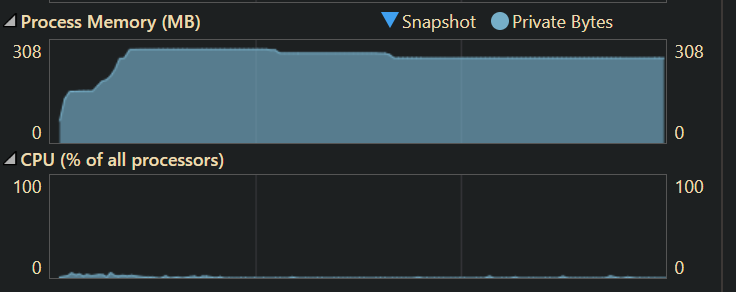 Process Memory (MB) Snapshot Private Bytes
308 308
0 0
CPU (% of all processors)
100 100
0 0